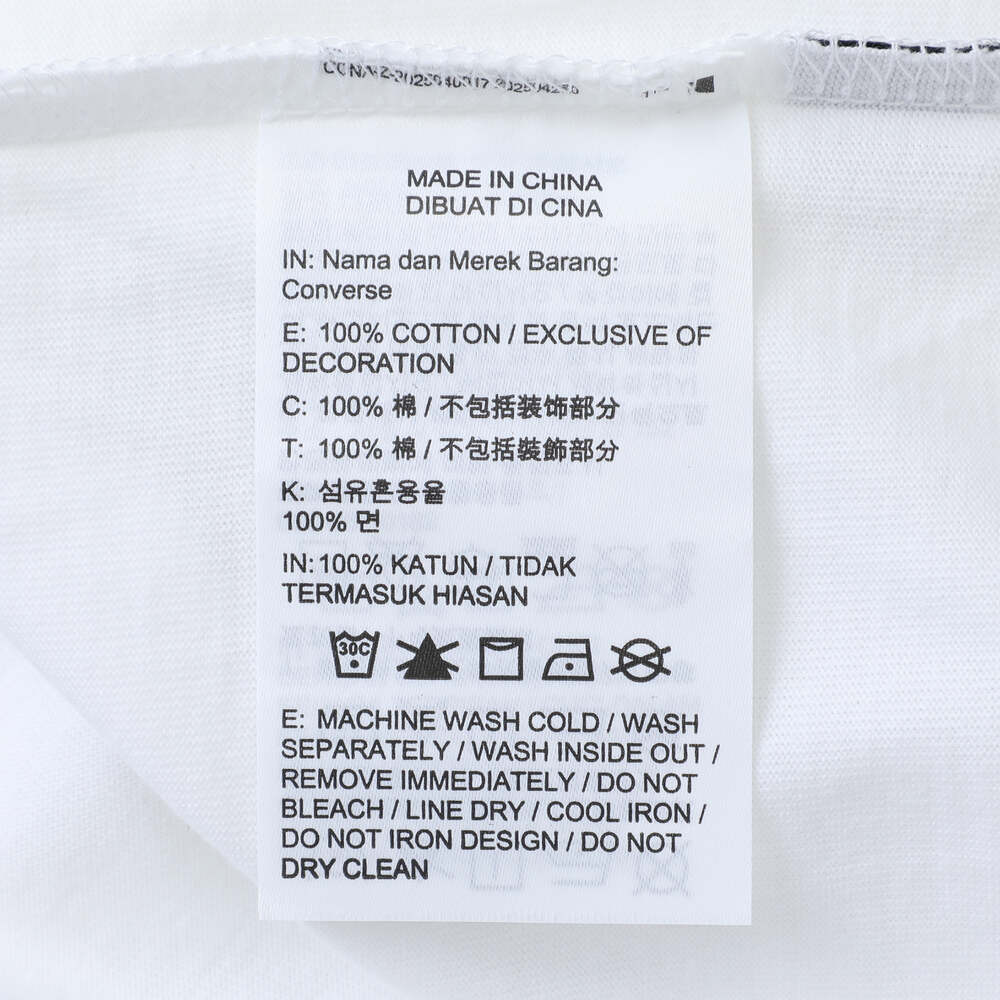 MADE IN CHINA
DIBUAT DI CINA
IN: Nama dan Merek Barang:
Converse
E: 100% COTTON / EXCLUSIVE OF
DECORATION
C: 100% 棉 / 不包括装饰部分
T: 100% 棉 / 不包括裝飾部分
K: 섬유혼용율
100% 면
IN: 100% KATUN / TIDAK
TERMASUK HIASAN
30C
E: MACHINE WASH COLD / WASH
SEPARATELY / WASH INSIDE OUT /
REMOVE IMMEDIATELY / DO NOT
BLEACH / LINE DRY / COOL IRON /
DO NOT IRON DESIGN / DO NOT
DRY CLEAN